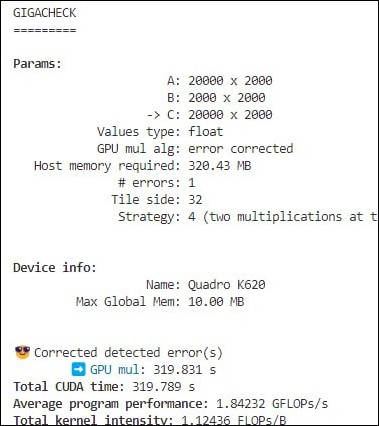 GIGACHECK
=========
Params:
A: 20000 x 2000
B: 2000 x 2000
-> C: 20000 x 2000
Values type: float
GPU mul alg: error corrected
Host memory required: 320.43 MB
# errors: 1
Tile side: 32
Strategy: 4 (two multiplications at t
Device info:
Name: Quadro K620
Max Global Mem: 10.00 MB
😎 Corrected detected error(s)
➡️ GPU mul: 319.831 s
Total CUDA time: 319.789 s
Average program performance: 1.84232 GFLOPs/s
Total kernel intensity: 1.12436 FLOPs/B